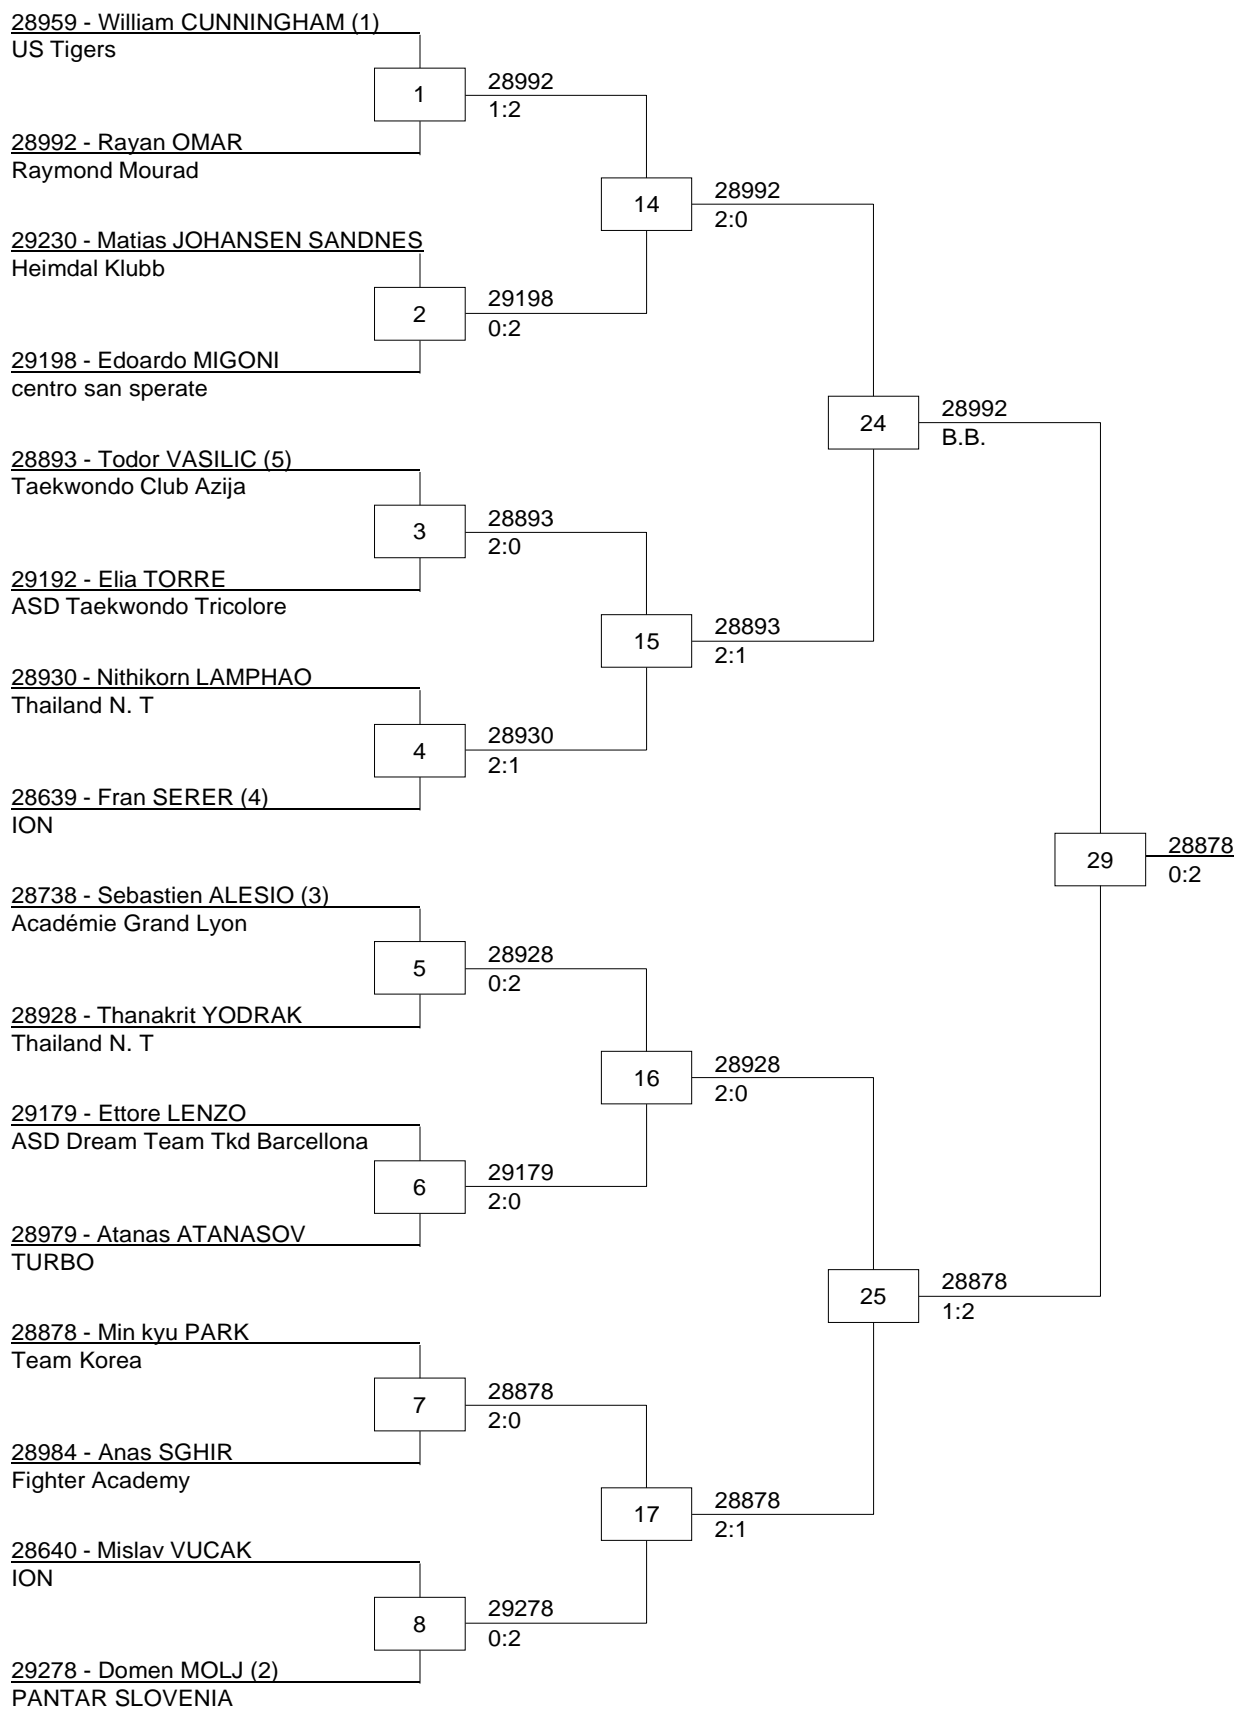 28959 - William CUNNINGHAM (1)
US Tigers
1
28992
1:2
28992 - Rayan OMAR
Raymond Mourad
14
28992
2:0
29230 - Matias JOHANSEN SANDNES
Heimdal Klubb
2
29198
0:2
29198 - Edoardo MIGONI
centro san sperate
24
28992
B.B.
28893 - Todor VASILIC (5)
Taekwondo Club Azija
3
28893
2:0
29192 - Elia TORRE
ASD Taekwondo Tricolore
15
28893
2:1
28930 - Nithikorn LAMPHAO
Thailand N. T
4
28930
2:1
28639 - Fran SERER (4)
ION
29
28878
0:2
28738 - Sebastien ALESIO (3)
Académie Grand Lyon
5
28928
0:2
28928 - Thanakrit YODRAK
Thailand N. T
16
28928
2:0
29179 - Ettore LENZO
ASD Dream Team Tkd Barcellona
6
29179
2:0
28979 - Atanas ATANASOV
TURBO
25
28878
1:2
28878 - Min kyu PARK
Team Korea
7
28878
2:0
28984 - Anas SGHIR
Fighter Academy
17
28878
2:1
28640 - Mislav VUCAK
ION
8
29278
0:2
29278 - Domen MOLJ (2)
PANTAR SLOVENIA